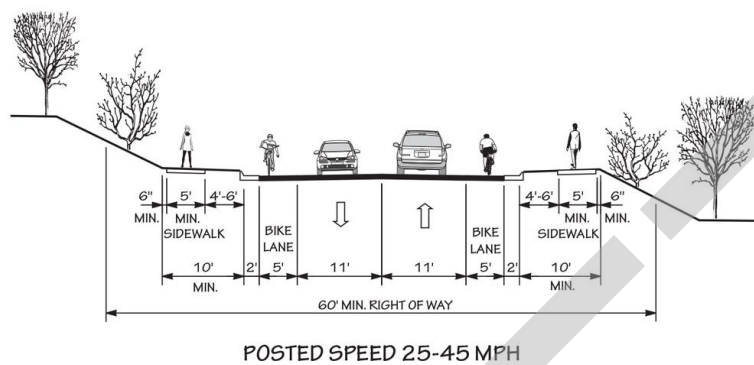 6" 5' 4'-6' 4'-6' 5' 6"
MIN. MIN. MIN. MIN.
SIDEWALK SIDEWALK
BIKE BIKE
LANE LANE
10' 2' 5' 11' 11' 5' 2' 10'
MIN. MIN.
60' MIN. RIGHT OF WAY
POSTED SPEED 25-45 MPH